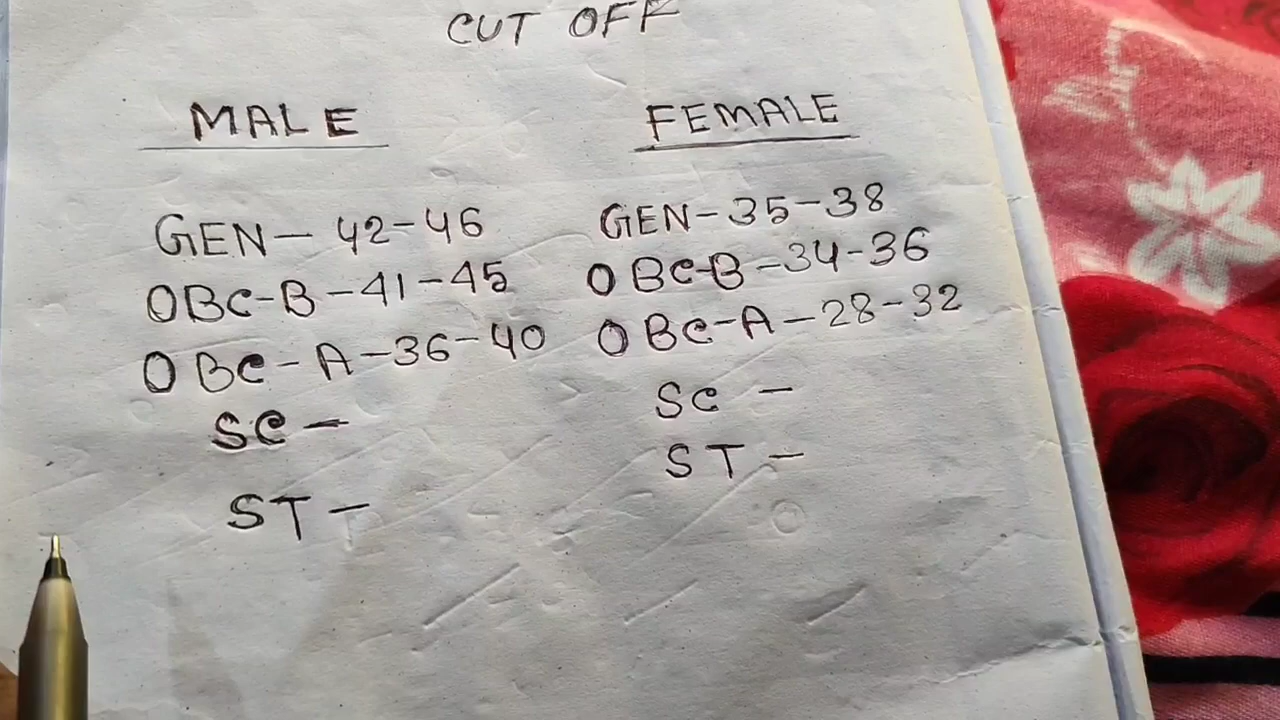 CUT OFF
MALE
GEN - 42-46
OBC-B - 41-45
OBC-A - 36-40
SC -
ST -
FEMALE
GEN - 35-38
OBC-B - 34-36
OBC-A - 28-32
SC -
ST -